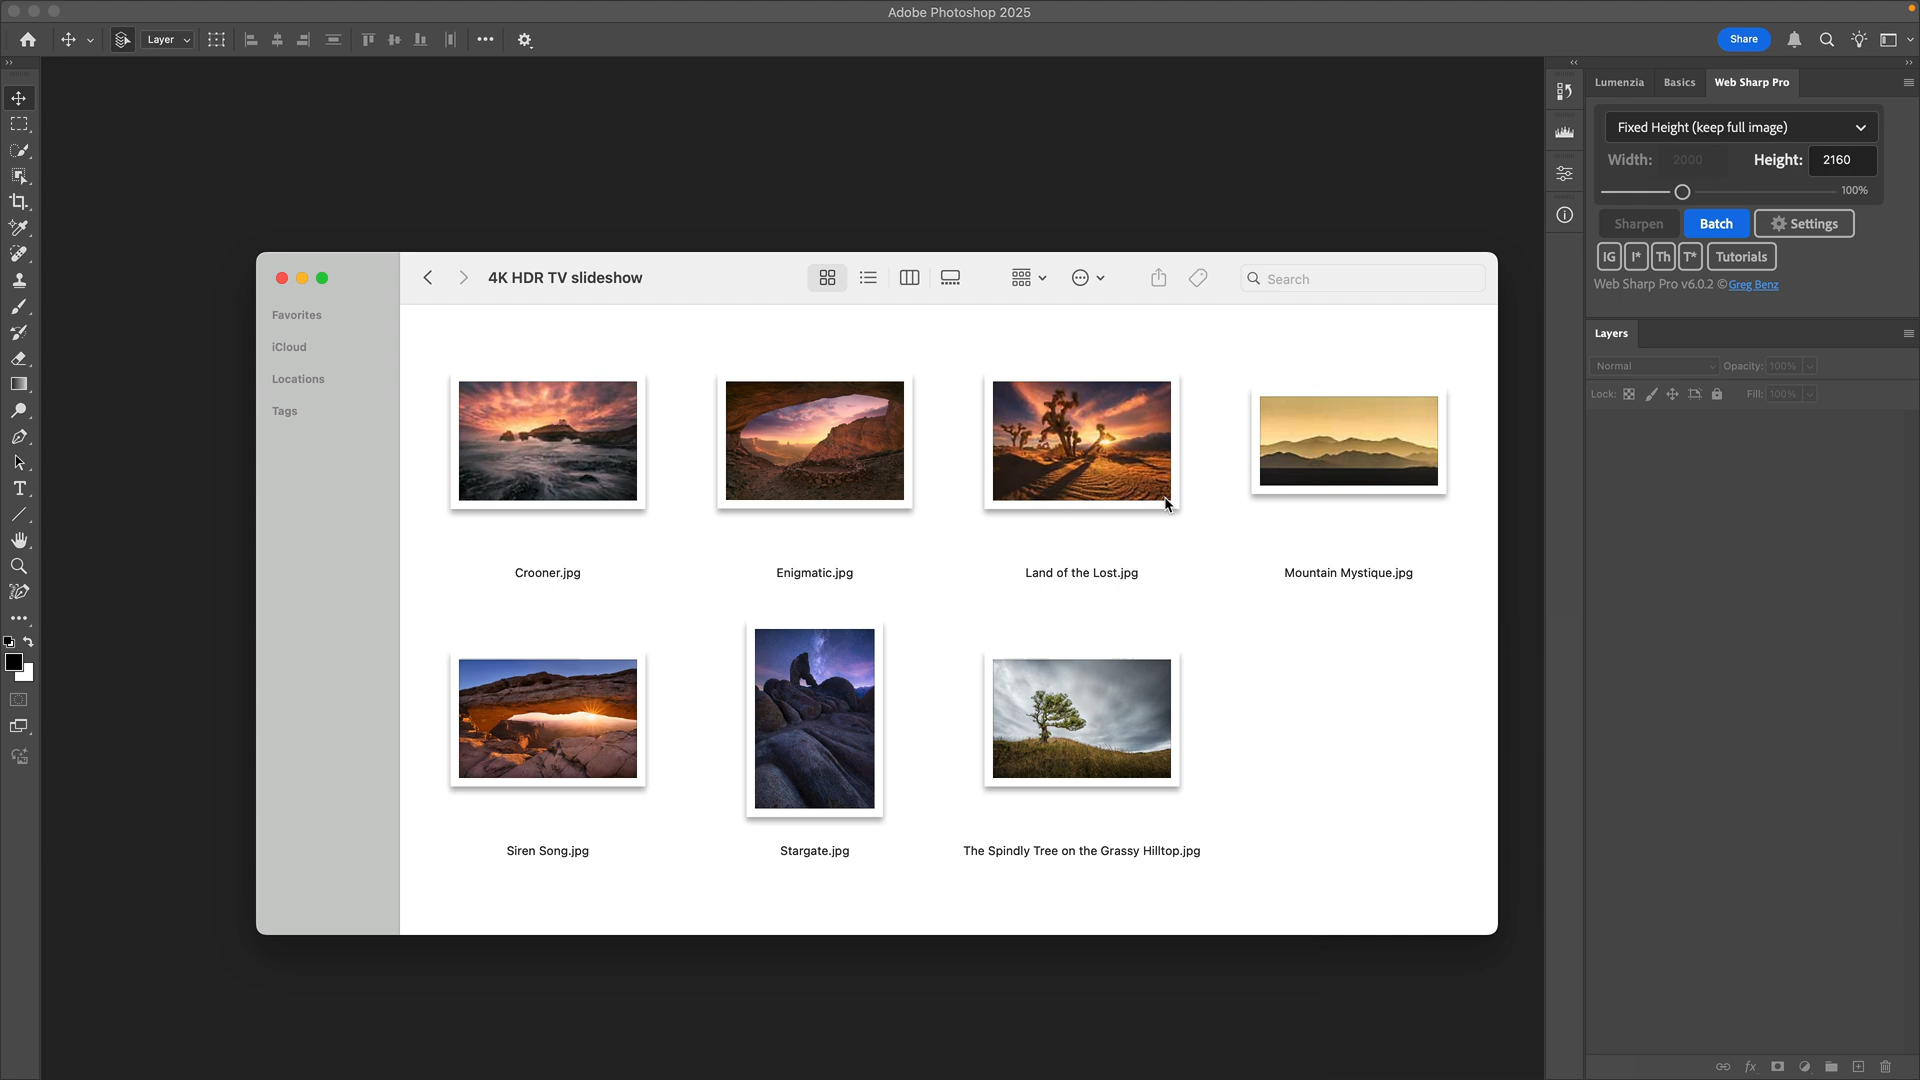 Adobe Photoshop 2025
Layer
Share
Lumenzia Basics Web Sharp Pro
Fixed Height (keep full image)
Width: 2000 Height: 2160
100%
Sharpen Batch Settings
IG I* Th T* Tutorials
Web Sharp Pro v6.0.2 ©Greg Benz
Layers
Normal Opacity: 100%
Lock: Fill: 100%
4K HDR TV slideshow
Search
Favorites
iCloud
Locations
Tags
Crooner.jpg
Enigmatic.jpg
Land of the Lost.jpg
Mountain Mystique.jpg
Siren Song.jpg
Stargate.jpg
The Spindly Tree on the Grassy Hilltop.jpg
fx